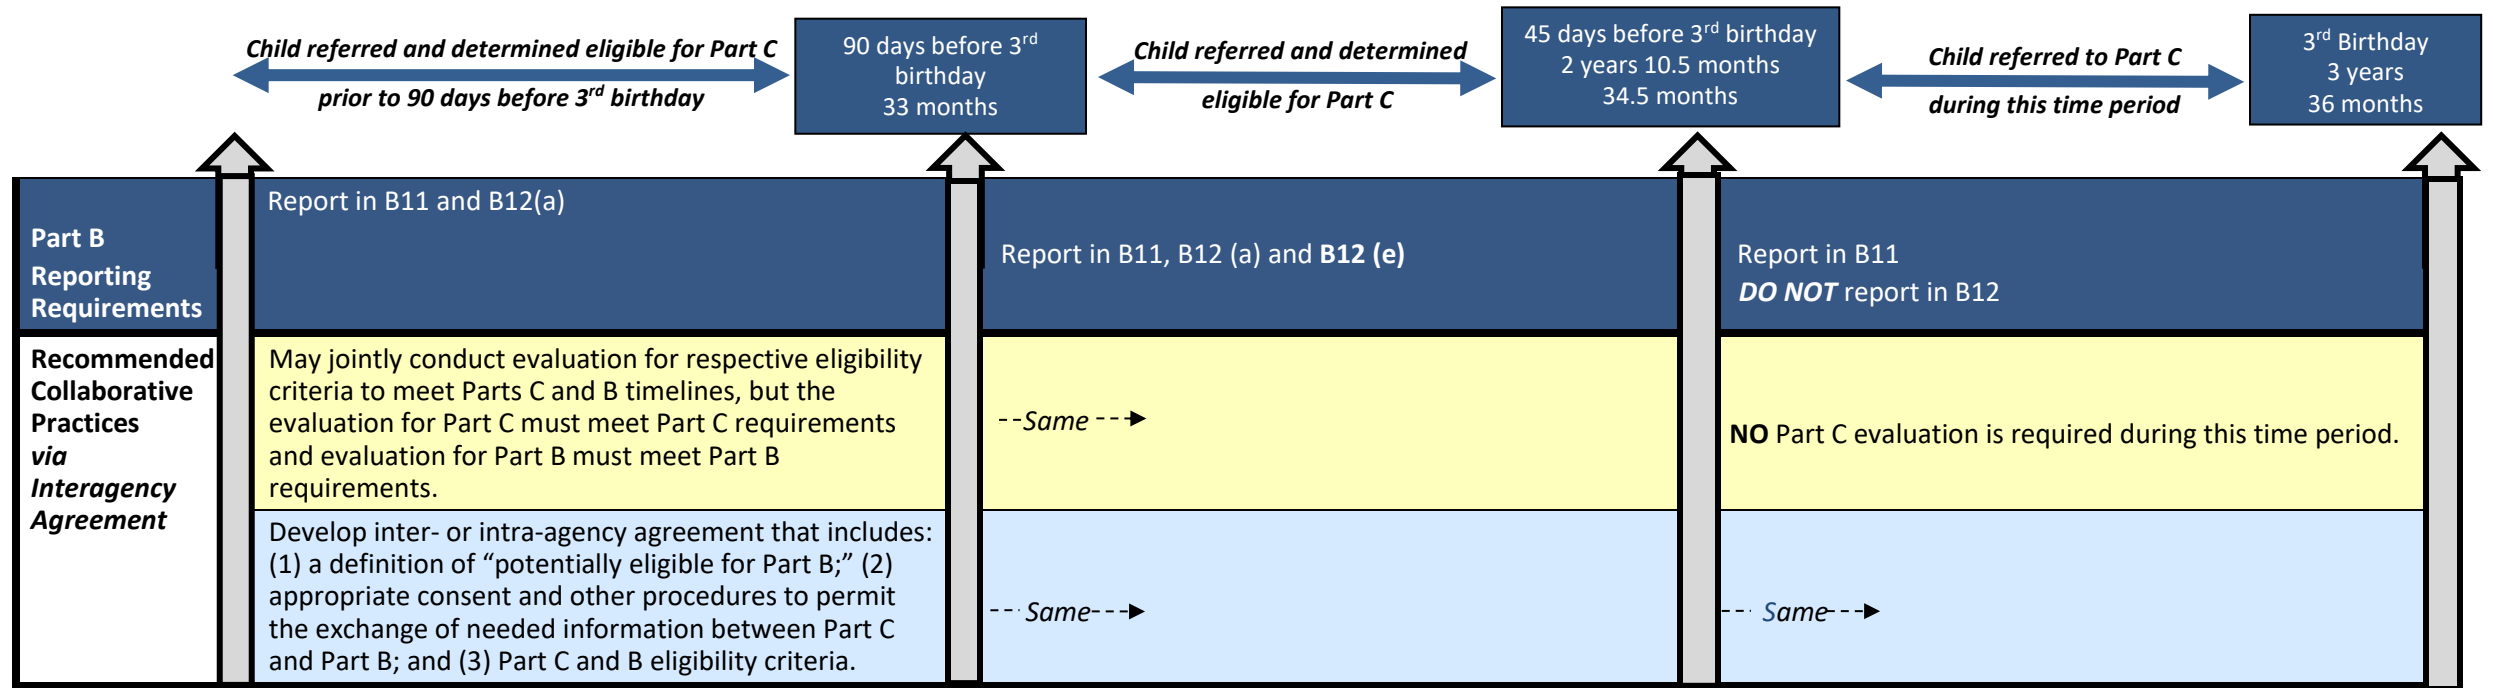 Child referred and determined eligible for Part C
prior to 90 days before 3rd birthday
90 days before 3rd
birthday
33 months
Child referred and determined
eligible for Part C
45 days before 3rd birthday
2 years 10.5 months
34.5 months
Child referred to Part C
during this time period
3rd Birthday
3 years
36 months
Part B
Reporting
Requirements
Report in B11 and B12(a)
Report in B11, B12 (a) and B12 (e)
Report in B11
DO NOT report in B12
Recommended
Collaborative
Practices
via
Interagency
Agreement
May jointly conduct evaluation for respective eligibility
criteria to meet Parts C and B timelines, but the
evaluation for Part C must meet Part C requirements
and evaluation for Part B must meet Part B
requirements.
Same
NO Part C evaluation is required during this time period.
Develop inter- or intra-agency agreement that includes:
(1) a definition of “potentially eligible for Part B;” (2)
appropriate consent and other procedures to permit
the exchange of needed information between Part C
and Part B; and (3) Part C and B eligibility criteria.
Same
Same